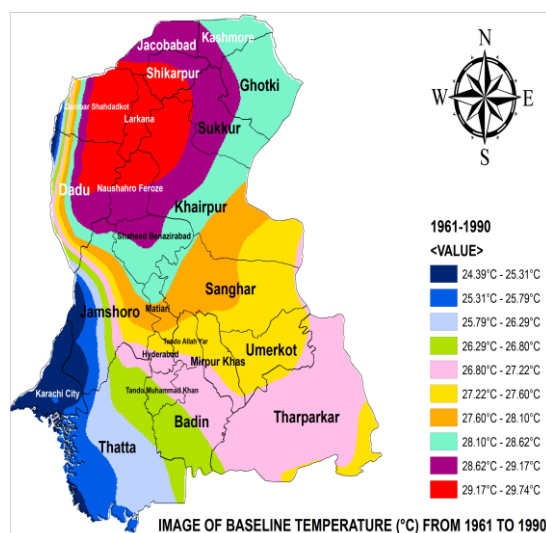 Jacobabad
Kashmore
Shikarpur
Ghotki
Qambar Shahdadkot
Larkana
Sukkur
Dadu
Naushahro Feroze
Khairpur
Shaheed Benazirabad
Sanghar
Jamshoro
Matiari
Tando Allah Yar
Hyderabad
Mirpur Khas
Umerkot
Karachi City
Tando Muhammad Khan
Tharparkar
Badin
Thatta
N
W E
S
1961-1990
<VALUE>
24.39°C - 25.31°C
25.31°C - 25.79°C
25.79°C - 26.29°C
26.29°C - 26.80°C
26.80°C - 27.22°C
27.22°C - 27.60°C
27.60°C - 28.10°C
28.10°C - 28.62°C
28.62°C - 29.17°C
29.17°C - 29.74°C
IMAGE OF BASELINE TEMPERATURE (°C) FROM 1961 TO 1990